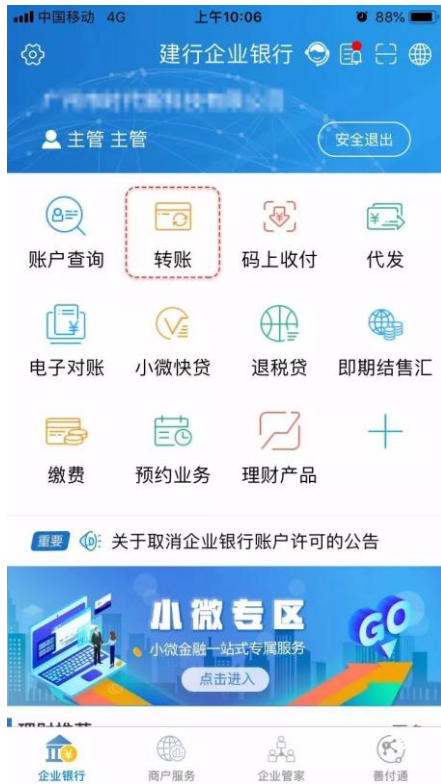 中国移动 4G 上午10:06 88%
建行企业银行
主管 主管
安全退出
账户查询 转账 码上收付 代发
电子对账 小微快贷 退税贷 即期结售汇
缴费 预约业务 理财产品
重要 关于取消企业银行账户许可的公告
小微专区
GO
小微金融一站式专属服务
点击进入
企业银行 商户服务 企业管家 善付通